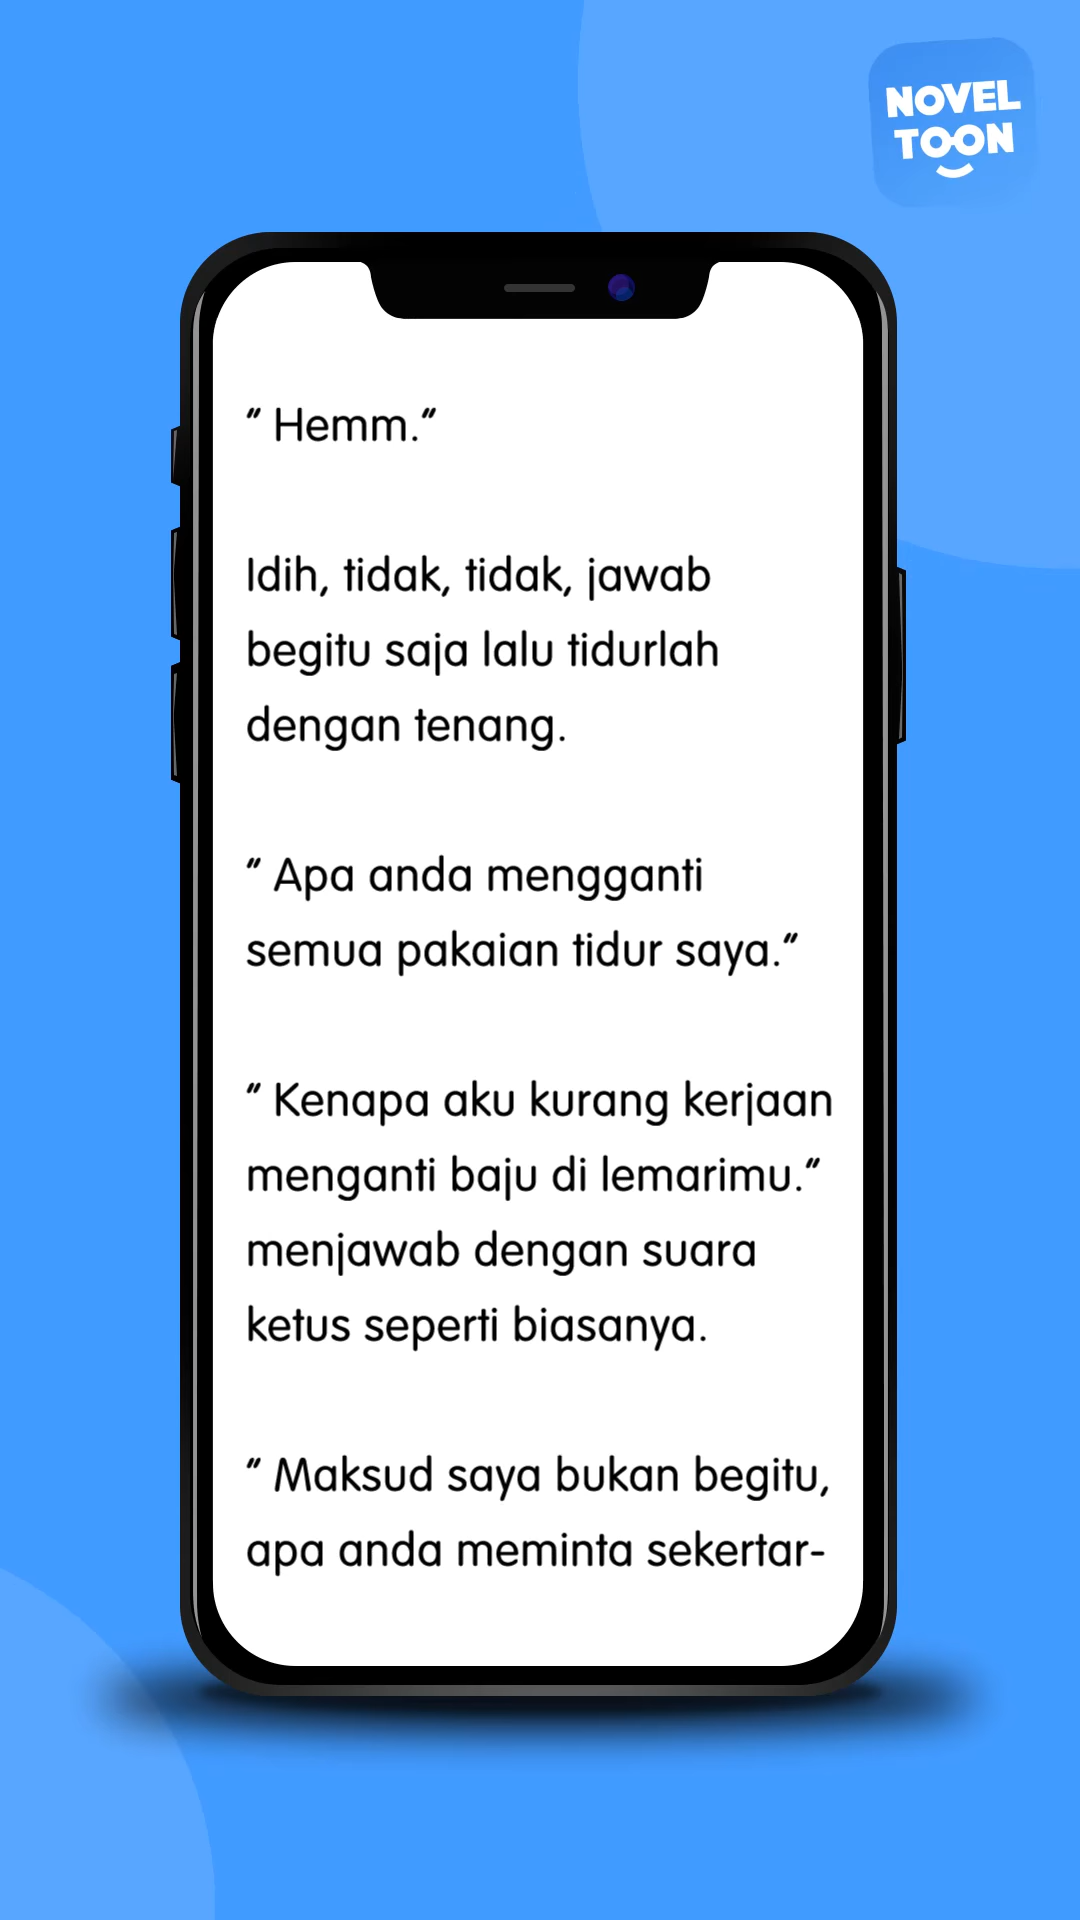 NOVEL
TOON
" Hemm."
Idih, tidak, tidak, jawab
begitu saja lalu tidurlah
dengan tenang.
" Apa anda mengganti
semua pakaian tidur saya."
" Kenapa aku kurang kerjaan
menganti baju di lemarimu."
menjawab dengan suara
ketus seperti biasanya.
" Maksud saya bukan begitu,
apa anda meminta sekertar-